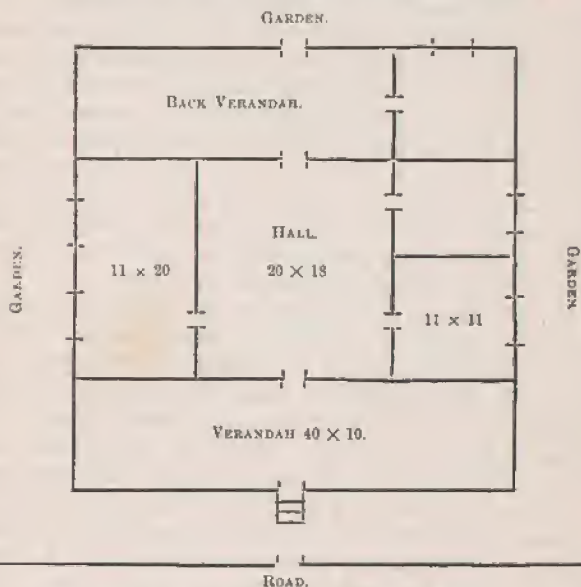 GARDEN.
BACK VERANDAH.
HALL.
20 × 18
GARDEN.
11 × 20
GARDEN
11 × 11
VERANDAH 40 × 10.
ROAD.